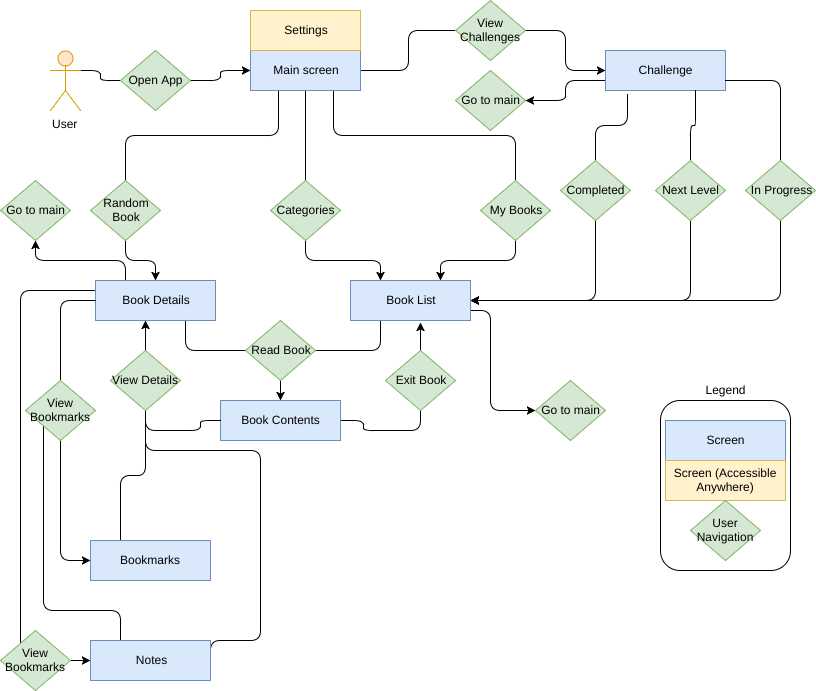 Settings
Main screen
View
Challenges
Challenge
Open App
User
Go to main
Go to main
Random
Book
Categories
My Books
Completed
Next Level
In Progress
Book Details
Book List
Read Book
View Details
Exit Book
View
Bookmarks
Book Contents
Go to main
Legend
Screen
Screen (Accessible
Anywhere)
User
Navigation
Bookmarks
View
Bookmarks
Notes